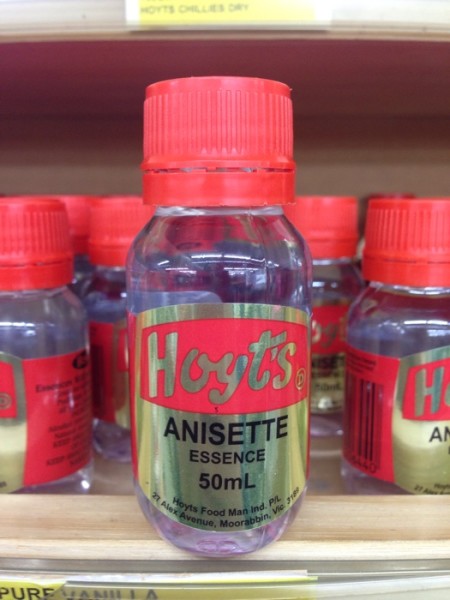 HOYTS CHILLIES DRY
Hoyt's
ANISETTE
ESSENCE
50mL
Hoyts Food Man Ind. P/L
27 Alex Avenue, Moorabbin, Vic 3189
PURE VANILLA